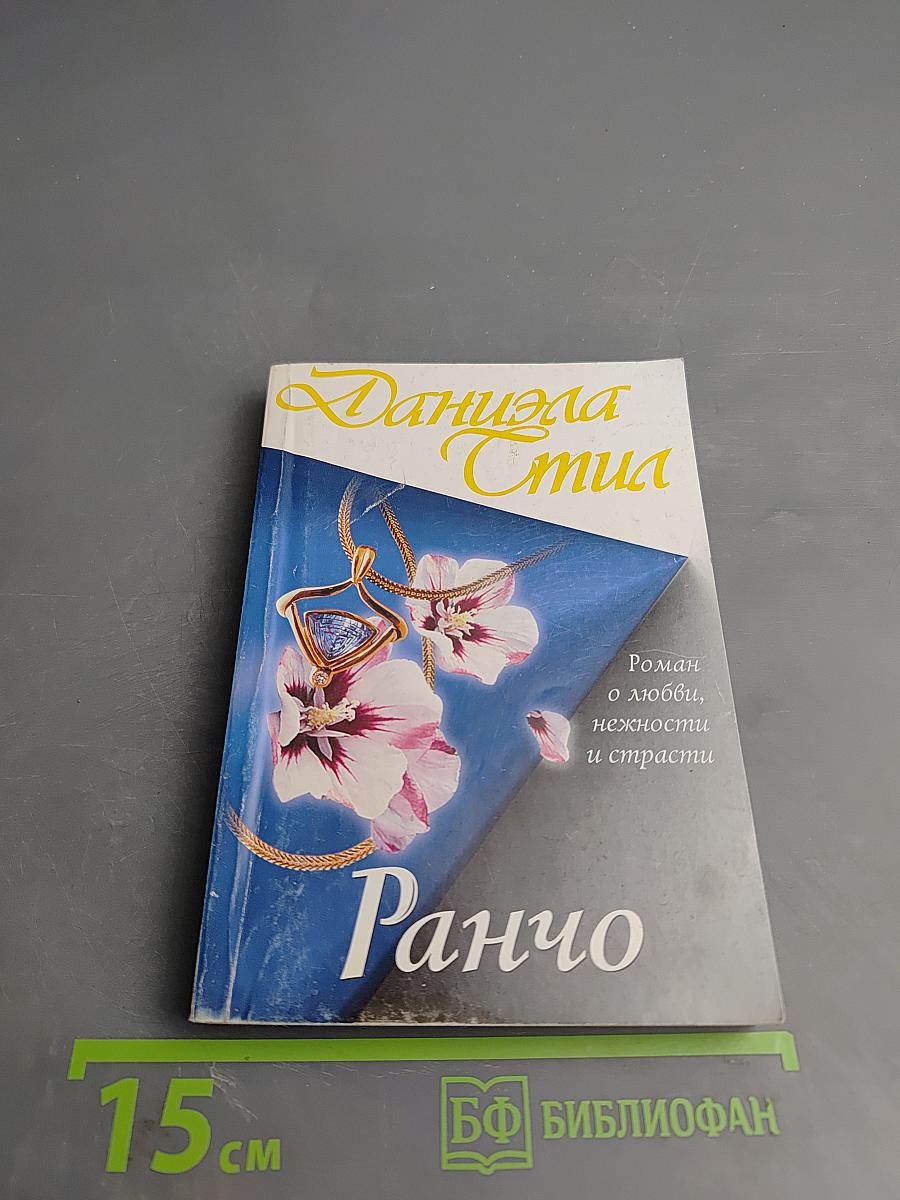 Даниэла
Стил
Роман
о любви,
нежности
и страсти
Ранчо
15 см
БФ БИБЛИОФАН